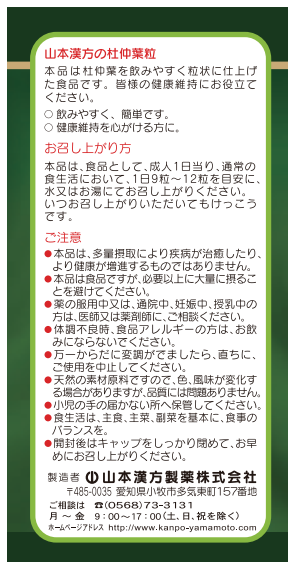 山本漢方の杜仲葉粒
本品は杜仲葉を飲みやすく粒状に仕上げ
た食品です。皆様の健康維持にお役立て
ください。
○ 飲みやすく、簡単です。
○ 健康維持を心がける方に。
お召し上がり方
本品は、食品として、成人1日当り、通常の
食生活において、1日9粒~12粒を目安に、
水又はお湯にてお召し上がりください。
いつお召し上がりいただいてもけっこう
です。
ご注意
●本品は、多量摂取により疾病が治癒したり、
より健康が増進するものではありません。
●本品は食品ですが、必要以上に大量に摂るこ
とを避けてください。
●薬の服用中又は、通院中、妊娠中、授乳中の
方は、医師又は薬剤師に、ご相談ください。
●体調不良時、食品アレルギーの方は、お飲
みにならないでください。
●万一からだに変調がでましたら、直ちに、
ご使用を中止してください。
●天然の素材原料ですので、色、風味が変化す
る場合がありますが、品質には問題ありません。
●小児の手の届かない所へ保管してください。
●食生活は、主食、主菜、副菜を基本に、食事の
バランスを。
●開封後はキャップをしっかり閉めて、お早
めにお召し上がりください。
製造者 山本漢方製薬株式会社
〒485-0035 愛知県小牧市多気東町157番地
ご相談は ☎(0568)73-3131
月~金 9:00~17:00(土、日、祝を除く)
ホームページアドレス http://www.kanpo-yamamoto.com/